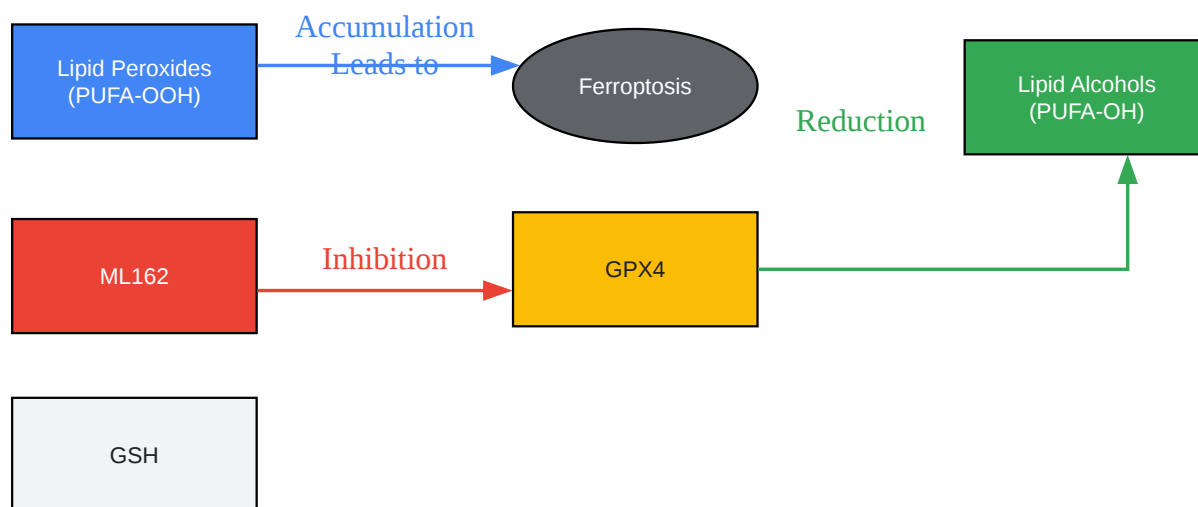 Accumulation
Leads to
Lipid Peroxides
(PUFA-OOH)
Ferroptosis
Lipid Alcohols
(PUFA-OH)
Reduction
ML162
Inhibition
GPX4
GSH